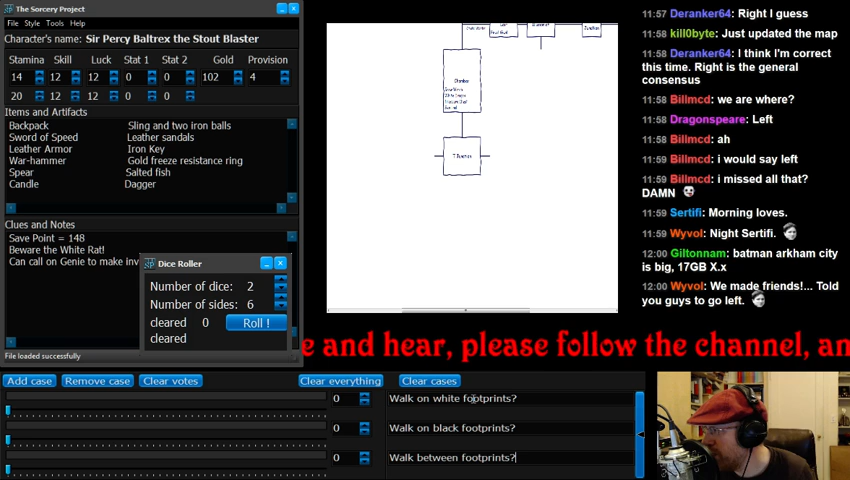 The Sorcery Project
File Style Tools Help
Character's name: Sir Percy Baltrex the Stout Blaster
Stamina Skill Luck Stat 1 Stat 2 Gold Provision
14 12 12 0 0 102 4
20 12 12 0 0
Items and Artifacts
Backpack Sling and two iron balls
Sword of Speed Leather sandals
Leather Armor Iron Key
War-hammer Gold freeze resistance ring
Spear Salted fish
Candle Dagger
Clues and Notes
Save Point = 148
Beware the White Rat!
Can call on Genie to make inv
File loaded successfully
Dice Roller
Number of dice: 2
Number of sides: 6
cleared 0 Roll !
cleared
11:57 Deranker64: Right I guess
11:58 kill0byte: Just updated the map
11:58 Deranker64: I think I'm correct
this time. Right is the general
consensus
11:58 Billmcd: we are where?
11:58 Dragonspeare: Left
11:58 Billmcd: ah
11:59 Billmcd: i would say left
11:59 Billmcd: i missed all that?
DAMN
11:59 Sertifi: Morning loves.
11:59 Wyvol: Night Sertifi.
12:00 Giltonnam: batman arkham city
is big, 17GB X.x
12:00 Wyvol: We made friends!... Told
you guys to go left.
e and hear, please follow the channel, an
Add case Remove case Clear votes Clear everything Clear cases
0 Walk on white footprints?
0 Walk on black footprints?
0 Walk between footprints?